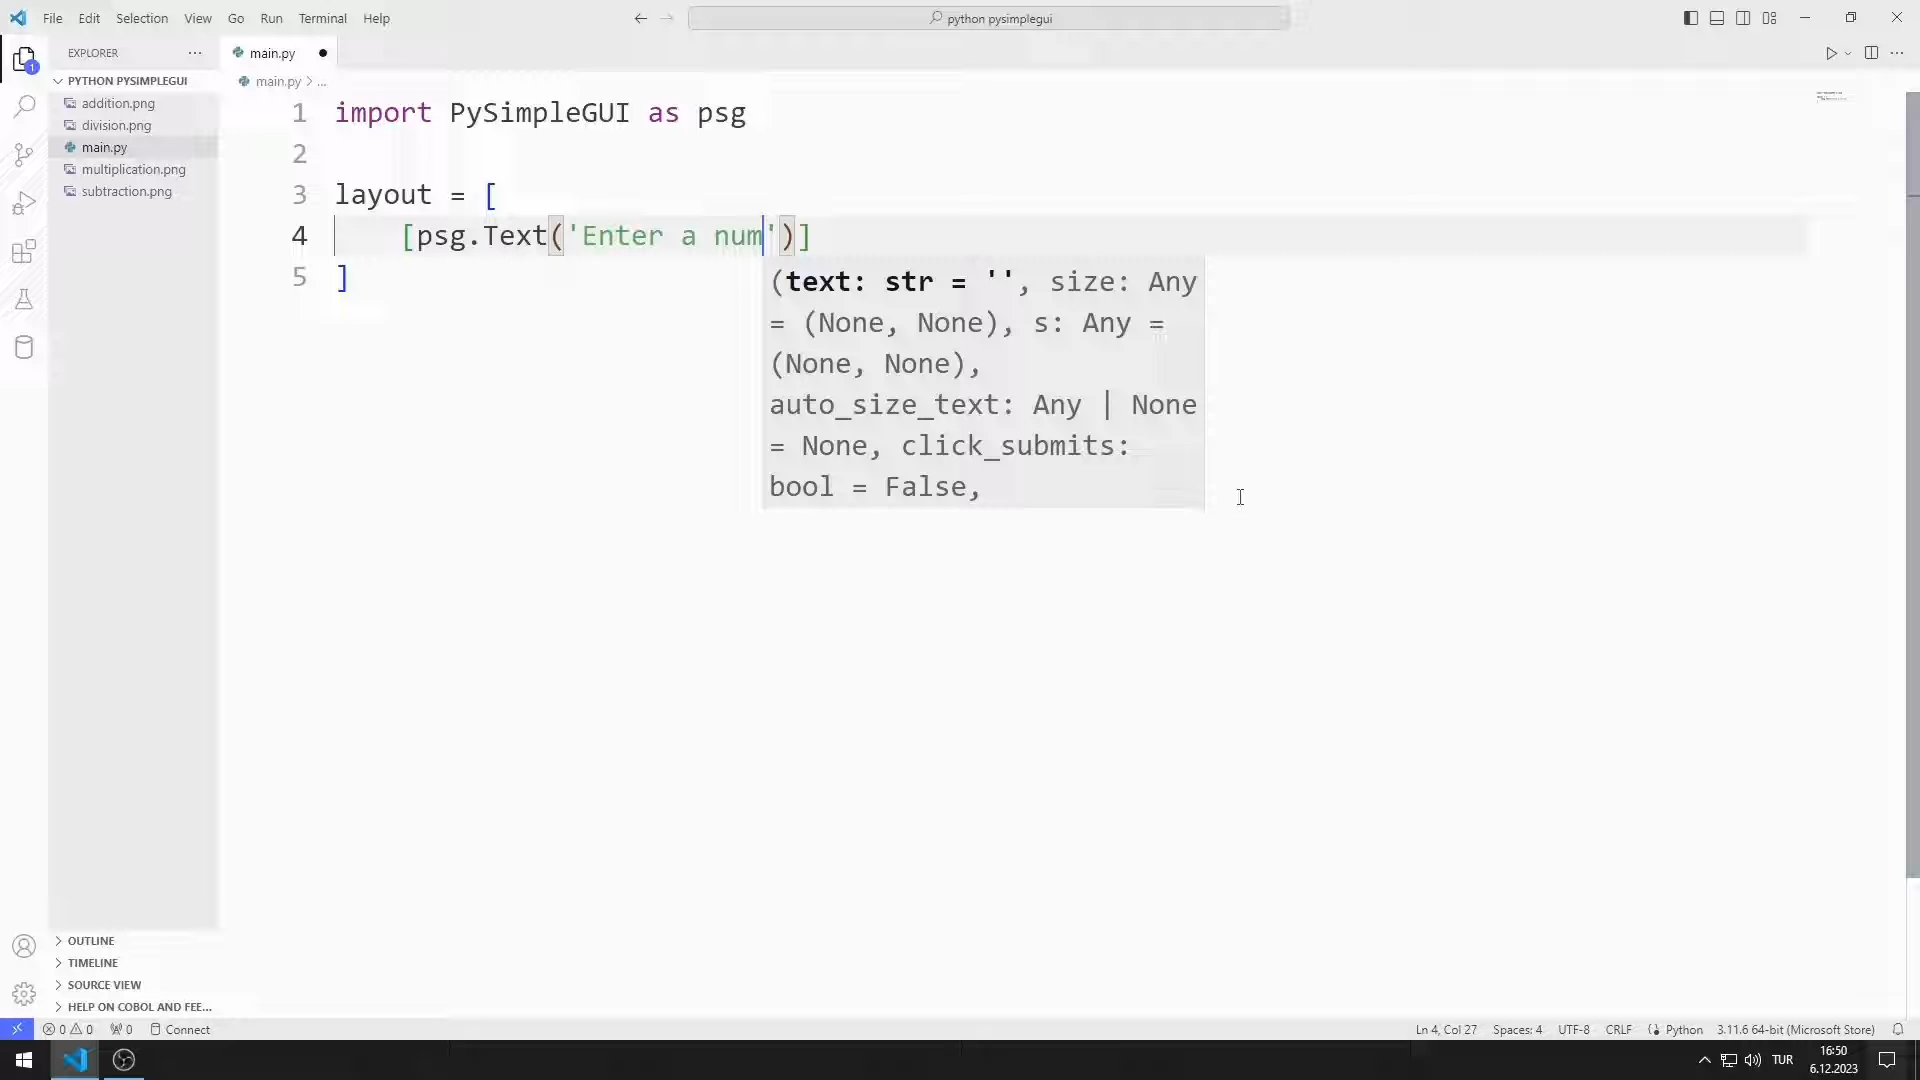 File Edit Selection View Go Run Terminal Help
python pysimplegui
EXPLORER
main.py
PYTHON PYSIMPLEGUI
main.py > ...
addition.png
division.png
main.py
multiplication.png
subtraction.png
1 import PySimpleGUI as psg
2
3 layout = [
4 [psg.Text('Enter a num')]
5 ]
(text: str = '', size: Any
= (None, None), s: Any =
(None, None),
auto_size_text: Any | None
= None, click_submits:
bool = False,
1
OUTLINE
TIMELINE
SOURCE VIEW
HELP ON COBOL AND FEE...
0 0 0 Connect
Ln 4, Col 27 Spaces: 4 UTF-8 CRLF Python 3.11.6 64-bit (Microsoft Store)
TUR
16:50
6.12.2023